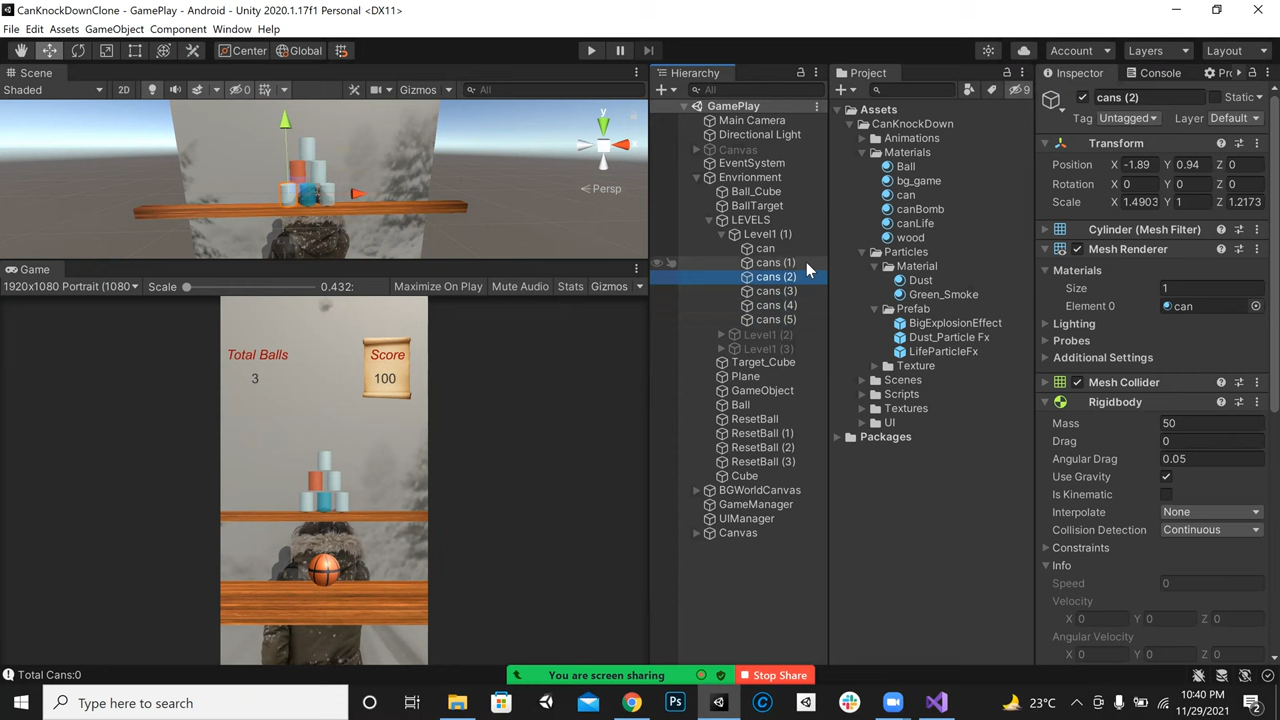 CanKnockDownClone - GamePlay - Android - Unity 2020.1.17f1 Personal <DX11>
File Edit Assets GameObject Component Window Help
Center Global Account Layers Layout
Scene
Shaded 2D 0 Gizmos All
y
Persp
Game
1920x1080 Portrait (1080 Scale 0.432: Maximize On Play Mute Audio Stats Gizmos
Total Balls
3
Score
100
Hierarchy
All
GamePlay
Main Camera
Directional Light
Canvas
EventSystem
Envrionment
Ball_Cube
BallTarget
LEVELS
Level1 (1)
can
cans (1)
cans (2)
cans (3)
cans (4)
cans (5)
Level1 (2)
Level1 (3)
Target_Cube
Plane
GameObject
Ball
ResetBall
ResetBall (1)
ResetBall (2)
ResetBall (3)
Cube
BGWorldCanvas
GameManager
UIManager
Canvas
Project
9
Assets
CanKnockDown
Animations
Materials
Ball
bg_game
can
canBomb
canLife
wood
Particles
Material
Dust
Green_Smoke
Prefab
BigExplosionEffect
Dust_Particle Fx
LifeParticleFx
Texture
Scenes
Scripts
Textures
UI
Packages
Inspector Console Pr
cans (2) Static
Tag Untagged Layer Default
Transform
Position X -1.89 Y 0.94 Z 0
Rotation X 0 Y 0 Z 0
Scale X 1.4903 Y 1 Z 1.2173
Cylinder (Mesh Filter)
Mesh Renderer
Materials
Size 1
Element 0 can
Lighting
Probes
Additional Settings
Mesh Collider
Rigidbody
Mass 50
Drag 0
Angular Drag 0.05
Use Gravity
Is Kinematic
Interpolate None
Collision Detection Continuous
Constraints
Info
Speed 0
Velocity
X 0 Y 0 Z 0
Angular Velocity
X 0 Y 0 Z 0
Total Cans:0
You are screen sharing Stop Share
Type here to search
Ps
23°C
10:40 PM
11/29/2021